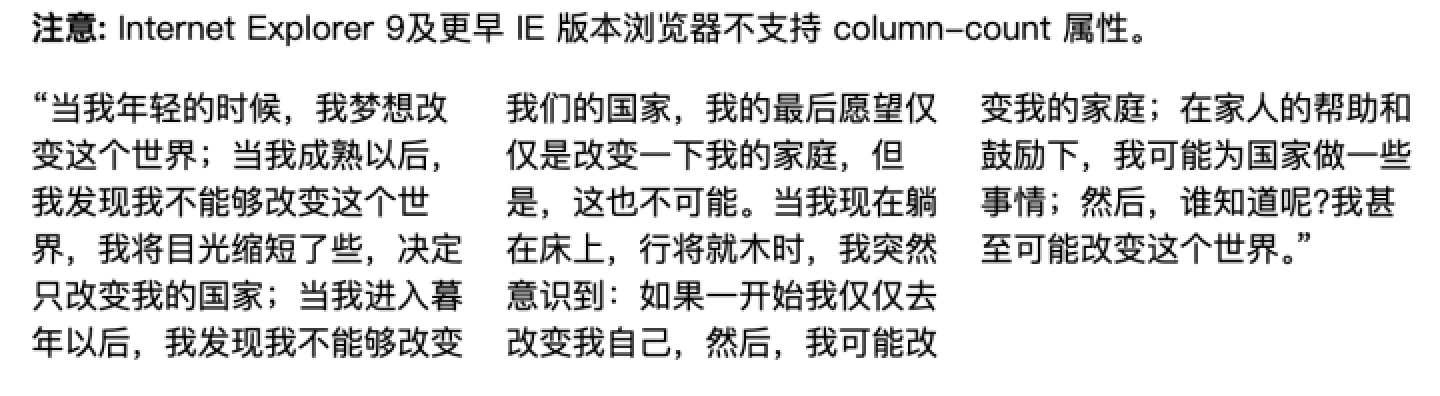 注意: Internet Explorer 9及更早 IE 版本浏览器不支持 column-count 属性。
“当我年轻的时候，我梦想改
变这个世界；当我成熟以后，
我发现我不能够改变这个世
界，我将目光缩短了些，决定
只改变我的国家；当我进入暮
年以后，我发现我不能够改变
我们的国家，我的最后愿望仅
仅是改变一下我的家庭，但
是，这也不可能。当我现在躺
在床上，行将就木时，我突然
意识到：如果一开始我仅仅去
改变我自己，然后，我可能改
变我的家庭；在家人的帮助和
鼓励下，我可能为国家做一些
事情；然后，谁知道呢?我甚
至可能改变这个世界。”